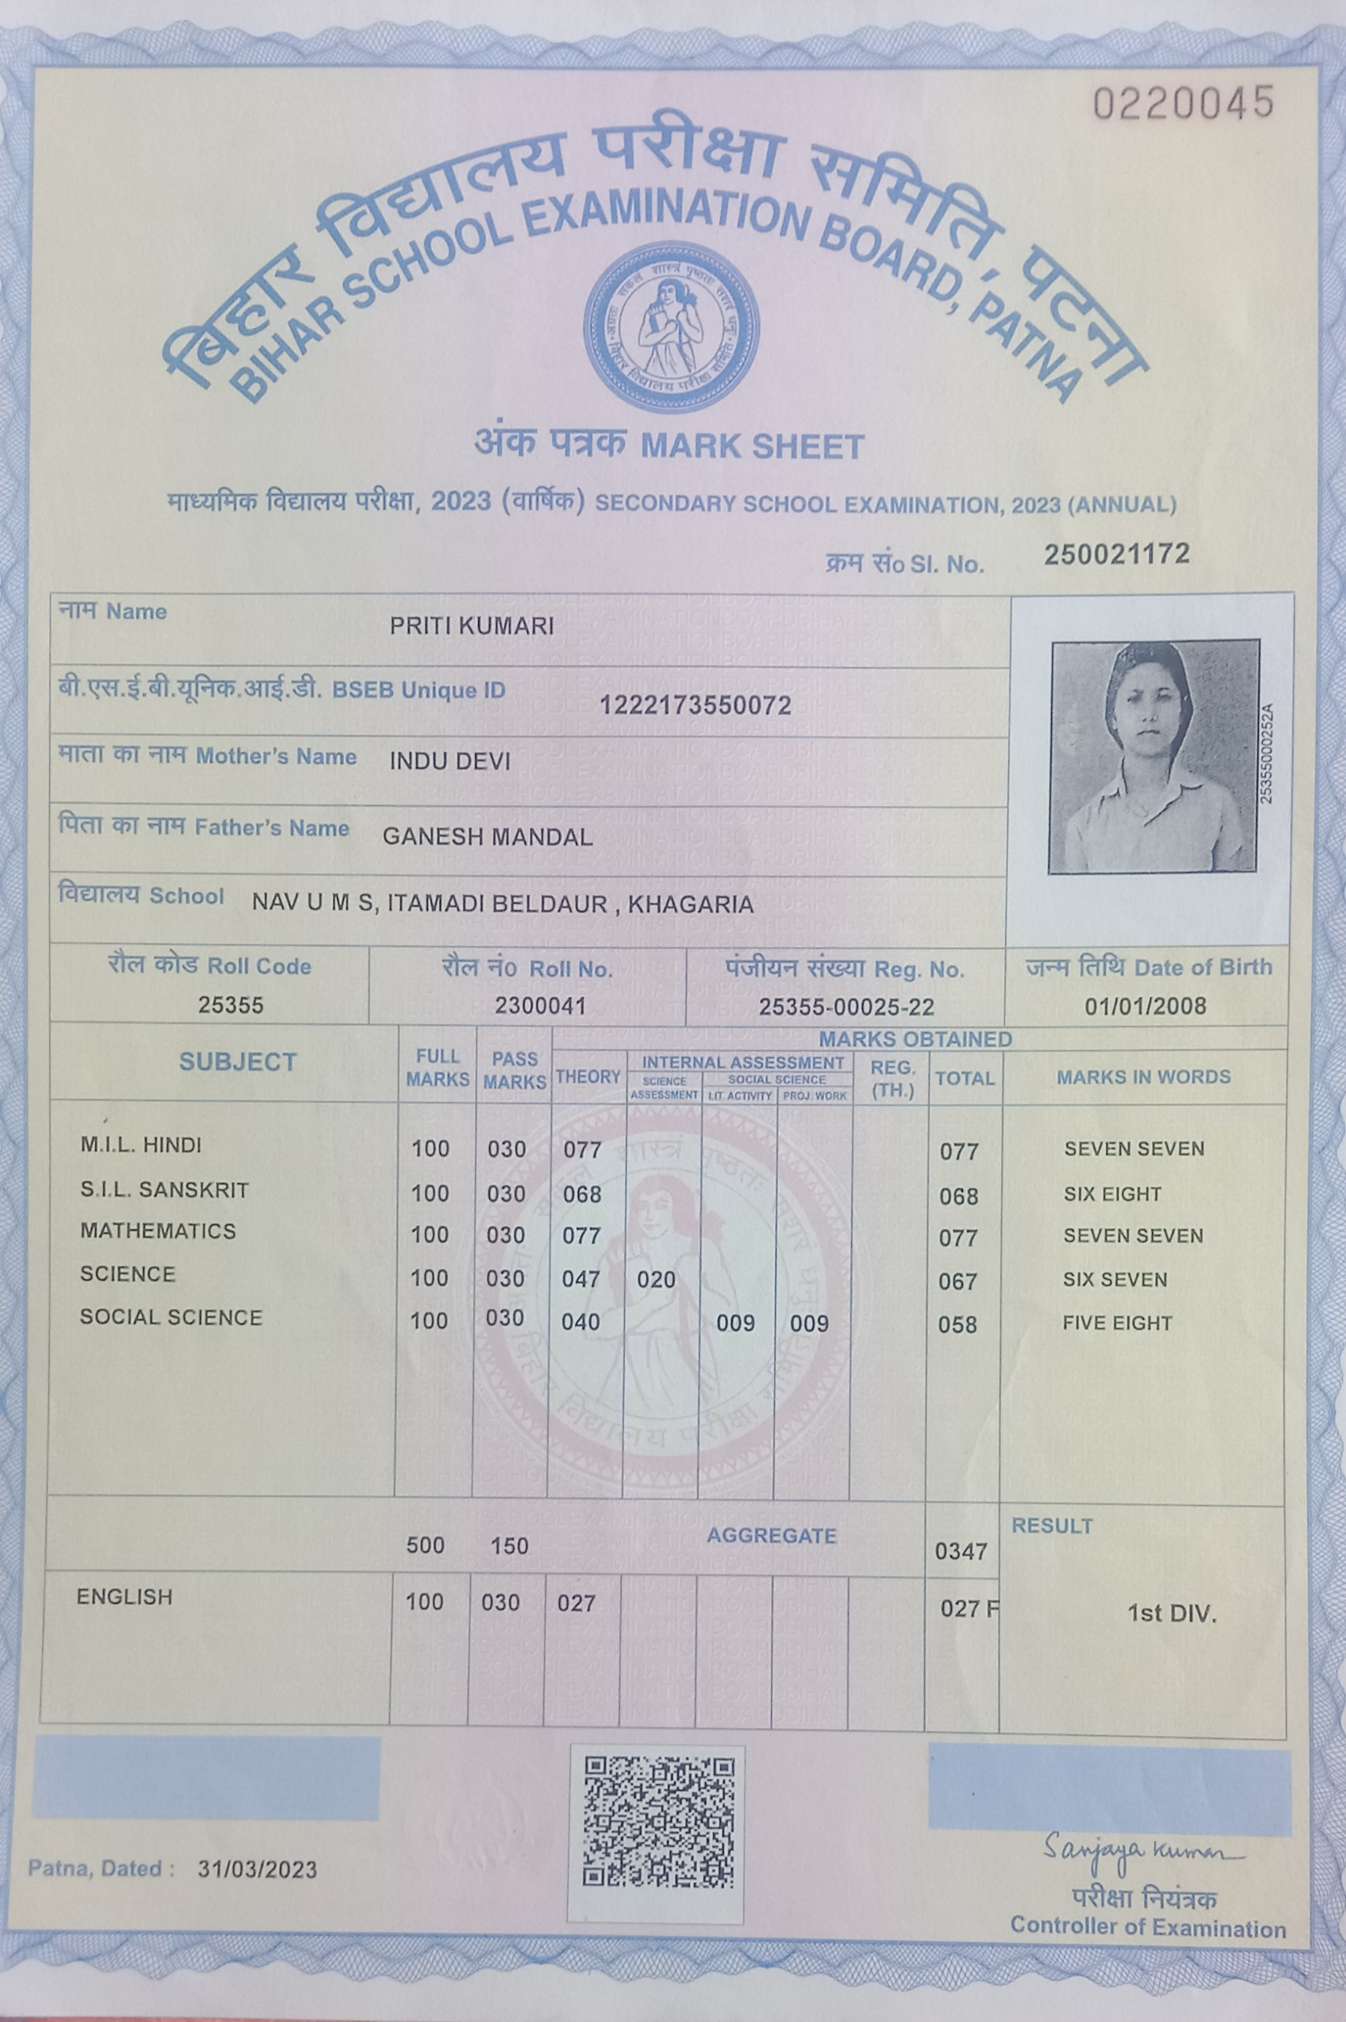 0220045
बिहार विद्यालय परीक्षा समिति, पटना
BIHAR SCHOOL EXAMINATION BOARD, PATNA
अंक पत्रक MARK SHEET
माध्यमिक विद्यालय परीक्षा, 2023 (वार्षिक) SECONDARY SCHOOL EXAMINATION, 2023 (ANNUAL)
क्रम सं० Sl. No. 250021172
नाम Name PRITI KUMARI
बी.एस.ई.बी.यूनिक.आई.डी. BSEB Unique ID 1222173550072
माता का नाम Mother's Name INDU DEVI
25355000252A
पिता का नाम Father's Name GANESH MANDAL
विद्यालय School NAV U M S, ITAMADI BELDAUR , KHAGARIA
रौल कोड Roll Code रौल नं० Roll No. पंजीयन संख्या Reg. No. जन्म तिथि Date of Birth
25355 2300041 25355-00025-22 01/01/2008
SUBJECT FULL MARKS PASS MARKS MARKS OBTAINED
THEORY INTERNAL ASSESSMENT REG. (TH.) TOTAL MARKS IN WORDS
SCIENCE ASSESSMENT SOCIAL SCIENCE
LIT. ACTIVITY PROJ. WORK
M.I.L. HINDI 100 030 077 077 SEVEN SEVEN
S.I.L. SANSKRIT 100 030 068 068 SIX EIGHT
MATHEMATICS 100 030 077 077 SEVEN SEVEN
SCIENCE 100 030 047 020 067 SIX SEVEN
SOCIAL SCIENCE 100 030 040 009 009 058 FIVE EIGHT
500 150 AGGREGATE 0347 RESULT
ENGLISH 100 030 027 027 F 1st DIV.
Patna, Dated : 31/03/2023
Sanjaya Kumar
परीक्षा नियंत्रक
Controller of Examination